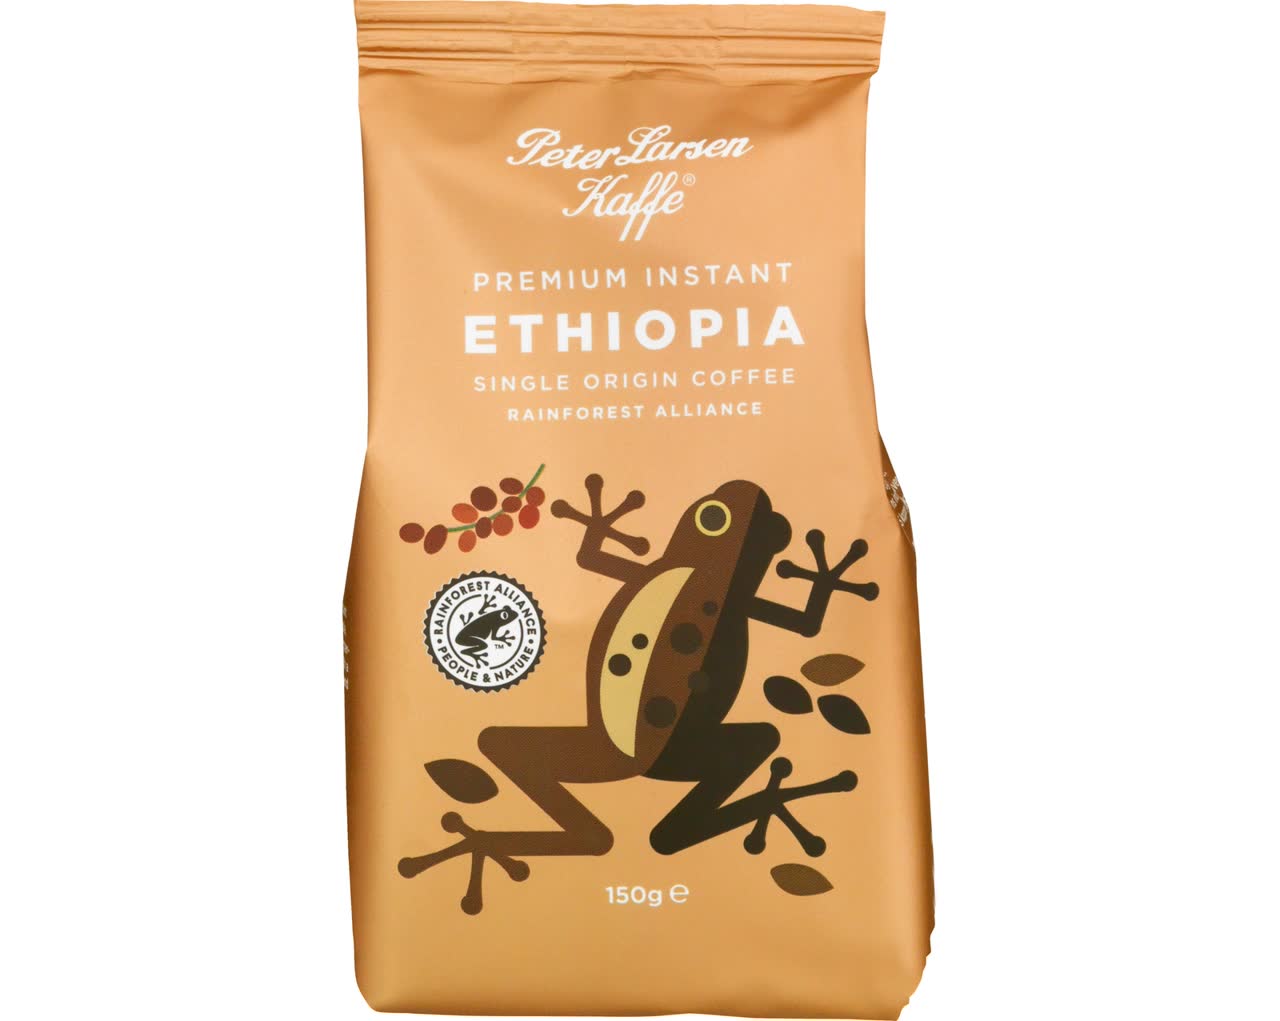 Peter Larsen
Kaffe®
PREMIUM INSTANT
ETHIOPIA
SINGLE ORIGIN COFFEE
RAINFOREST ALLIANCE
RAINFOREST ALLIANCE
PEOPLE & NATURE
TM
150g ℮